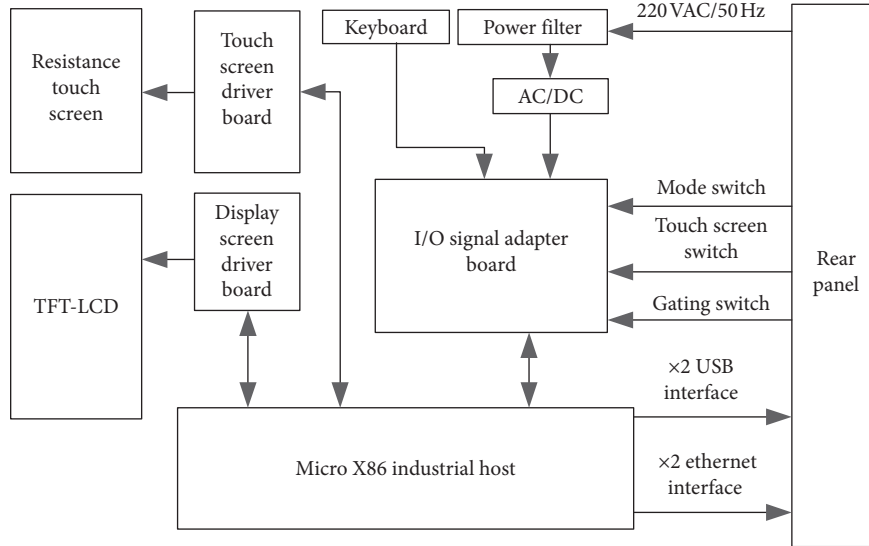 Resistance
touch
screen
Touch
screen
driver
board
Keyboard
Power filter
220 VAC/50 Hz
AC/DC
TFT-LCD
Display
screen
driver
board
I/O signal adapter
board
Mode switch
Touch screen
switch
Gating switch
Rear
panel
×2 USB
interface
Micro X86 industrial host
×2 ethernet
interface